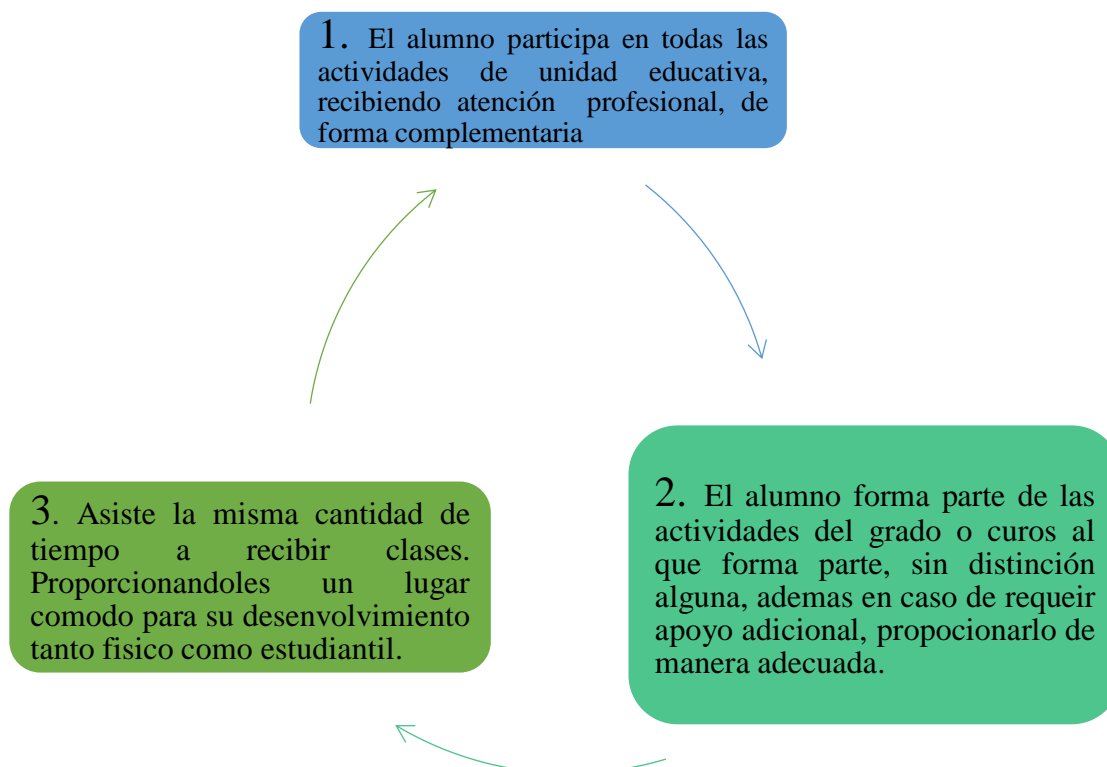 1. El alumno participa en todas las
actividades de unidad educativa,
recibiendo atención profesional, de
forma complementaria
2. El alumno forma parte de las
actividades del grado o curos al
que forma parte, sin distinción
alguna, ademas en caso de requeir
apoyo adicional, propocionarlo de
manera adecuada.
3. Asiste la misma cantidad de
tiempo a recibir clases.
Proporcionandoles un lugar
comodo para su desenvolvimiento
tanto fisico como estudiantil.